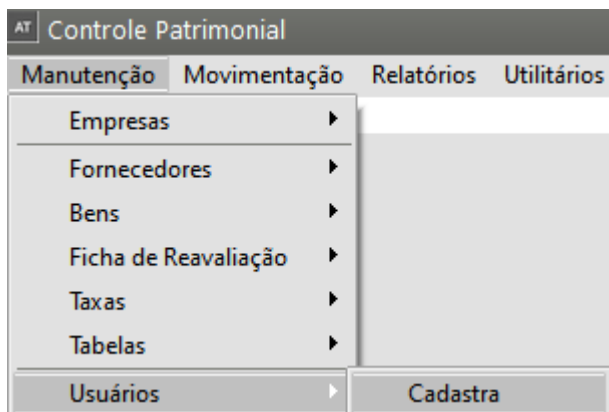 AT Controle Patrimonial
Manutenção Movimentação Relatórios Utilitários
Empresas
Fornecedores
Bens
Ficha de Reavaliação
Taxas
Tabelas
Usuários Cadastra